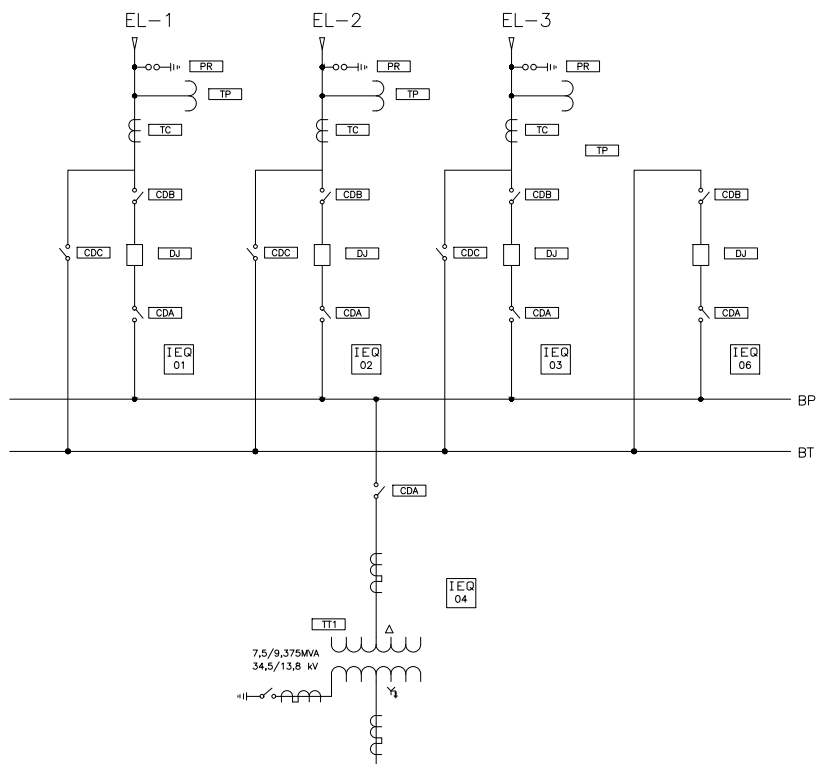 EL-1 EL-2 EL-3
PR PR PR
TP TP
TC TC TC
TP
CDB CDB CDB CDB
CDC DJ CDC DJ CDC DJ DJ
CDA CDA CDA CDA
IEQ IEQ IEQ IEQ
01 02 03 06
BP
BT
CDA
IEQ
04
TT1
7,5/9,375MVA
34,5/13,8 kV